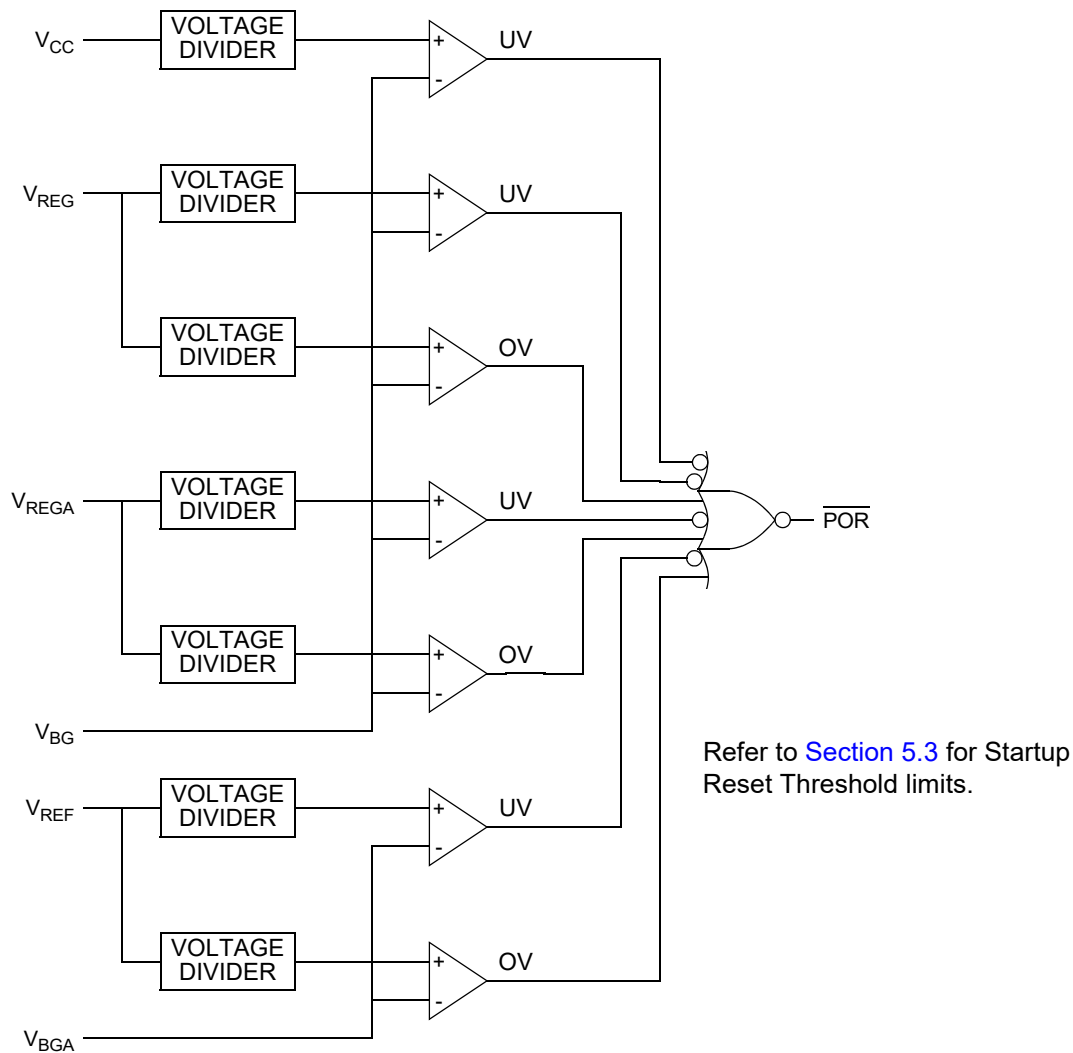 VCC
VOLTAGE
DIVIDER
+
-
UV
VREG
VOLTAGE
DIVIDER
+
-
UV
VOLTAGE
DIVIDER
+
-
OV
VREGA
VOLTAGE
DIVIDER
+
-
UV
POR
VOLTAGE
DIVIDER
+
-
OV
VBG
Refer to Section 5.3 for Startup
Reset Threshold limits.
VREF
VOLTAGE
DIVIDER
+
-
UV
VOLTAGE
DIVIDER
+
-
OV
VBGA